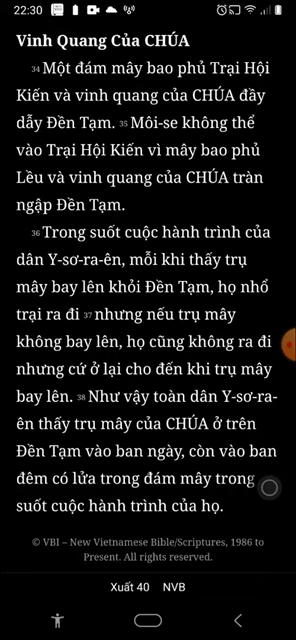 22:30
Vinh Quang Của CHÚA
34 Một đám mây bao phủ Trại Hội
Kiến và vinh quang của CHÚA đầy
dẫy Đền Tạm. 35 Môi-se không thể
vào Trại Hội Kiến vì mây bao phủ
Lều và vinh quang của CHÚA tràn
ngập Đền Tạm.
36 Trong suốt cuộc hành trình của
dân Y-sơ-ra-ên, mỗi khi thấy trụ
mây bay lên khỏi Đền Tạm, họ nhổ
trại ra đi 37 nhưng nếu trụ mây
không bay lên, họ cũng không ra đi
nhưng cứ ở lại cho đến khi trụ mây
bay lên. 38 Như vậy toàn dân Y-sơ-ra-
ên thấy trụ mây của CHÚA ở trên
Đền Tạm vào ban ngày, còn vào ban
đêm có lửa trong đám mây trong
suốt cuộc hành trình của họ.
© VBI – New Vietnamese Bible/Scriptures, 1986 to
Present. All rights reserved.
Xuất 40 NVB